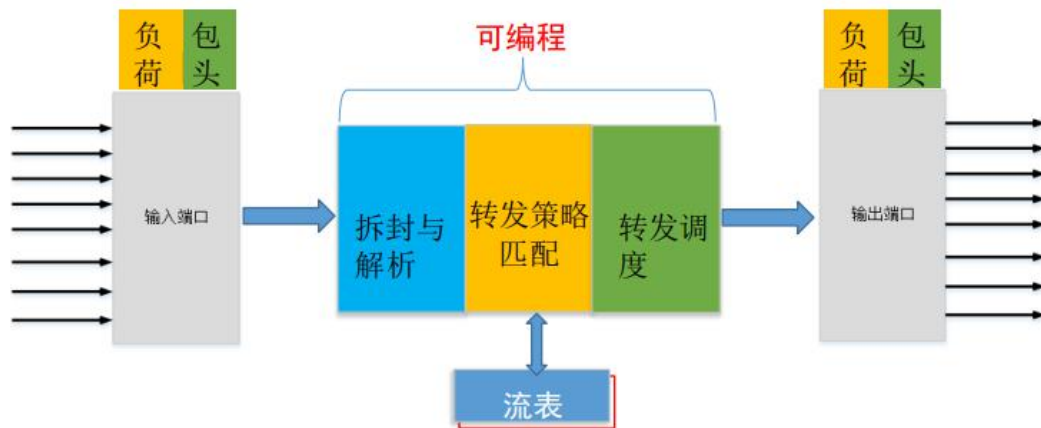 负荷
包头
可编程
负荷
包头
输入端口
拆封与
解析
转发策略
匹配
转发调
度
输出端口
流表